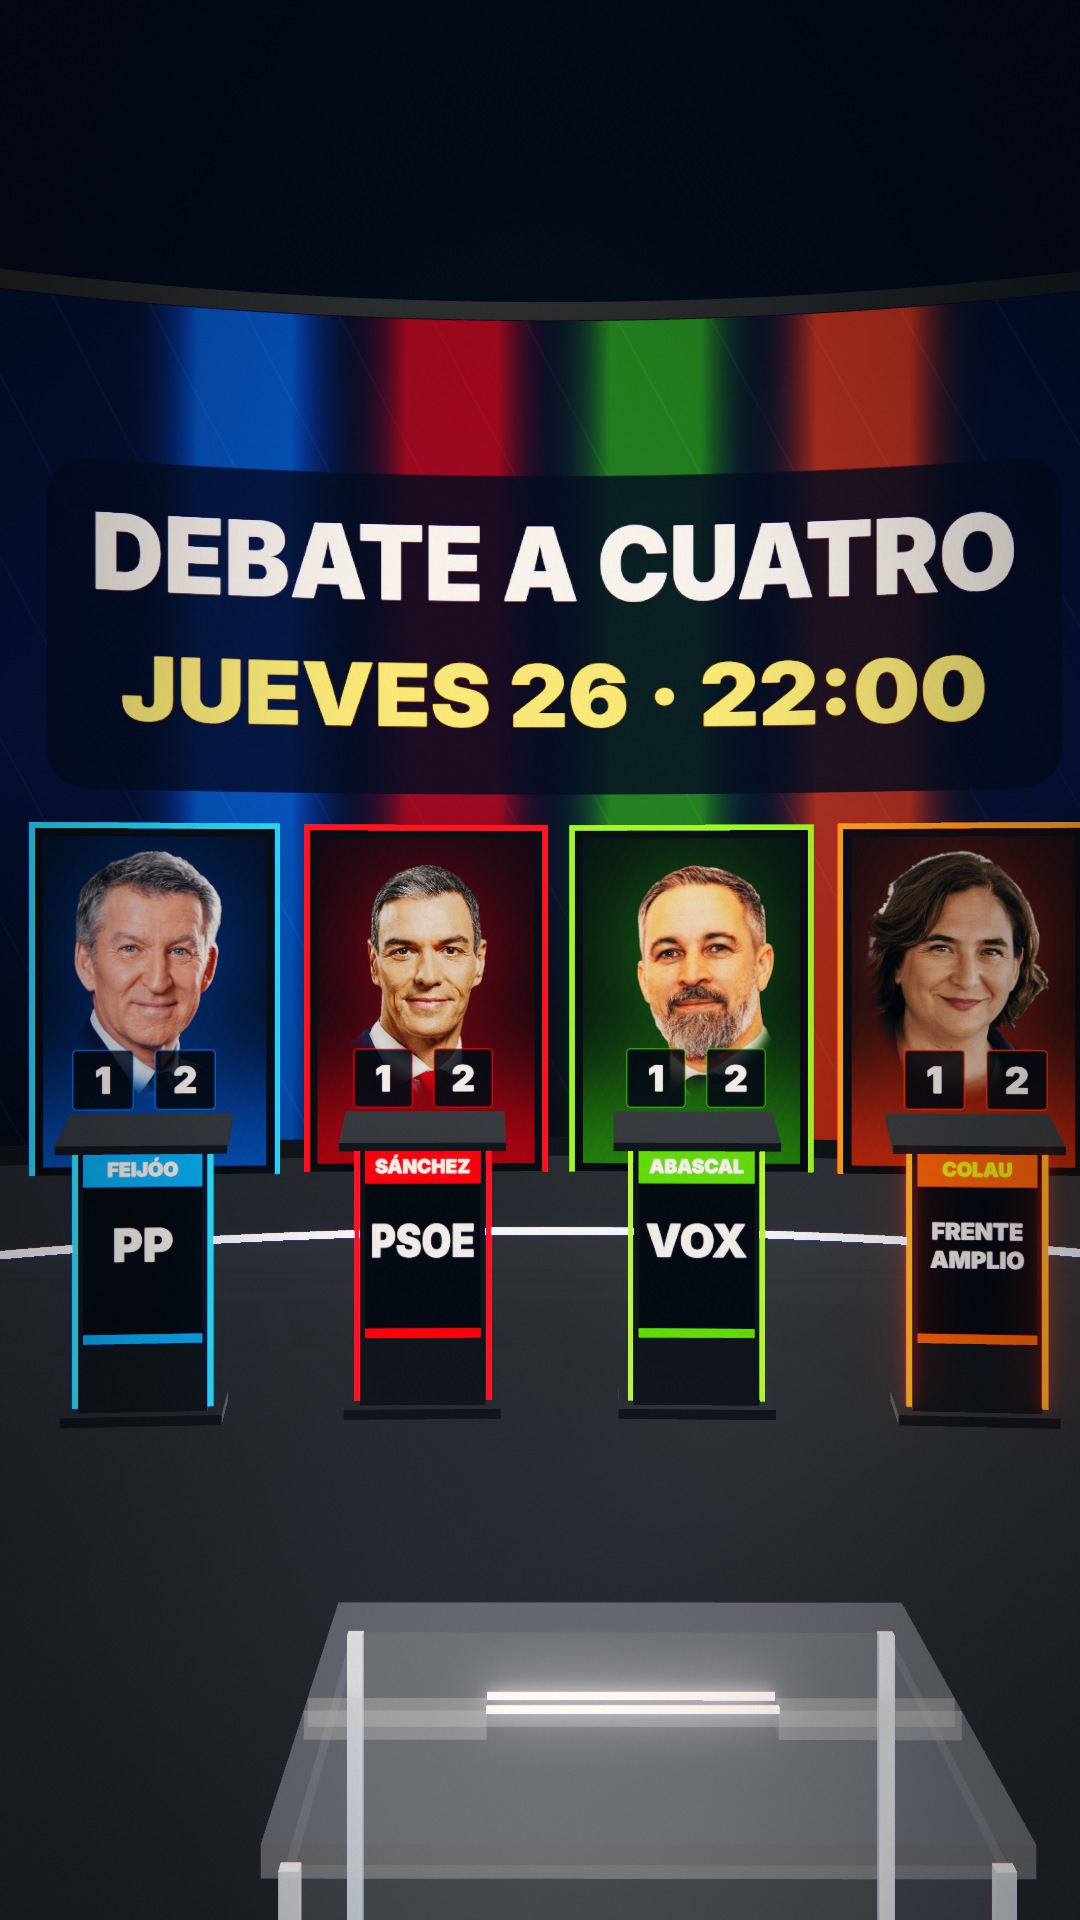 DEBATE A CUATRO
JUEVES 26 · 22:00
1 2
1 2
1 2
1 2
FEIJÓO
SÁNCHEZ
ABASCAL
COLAU
PP
PSOE
VOX
FRENTE
AMPLIO